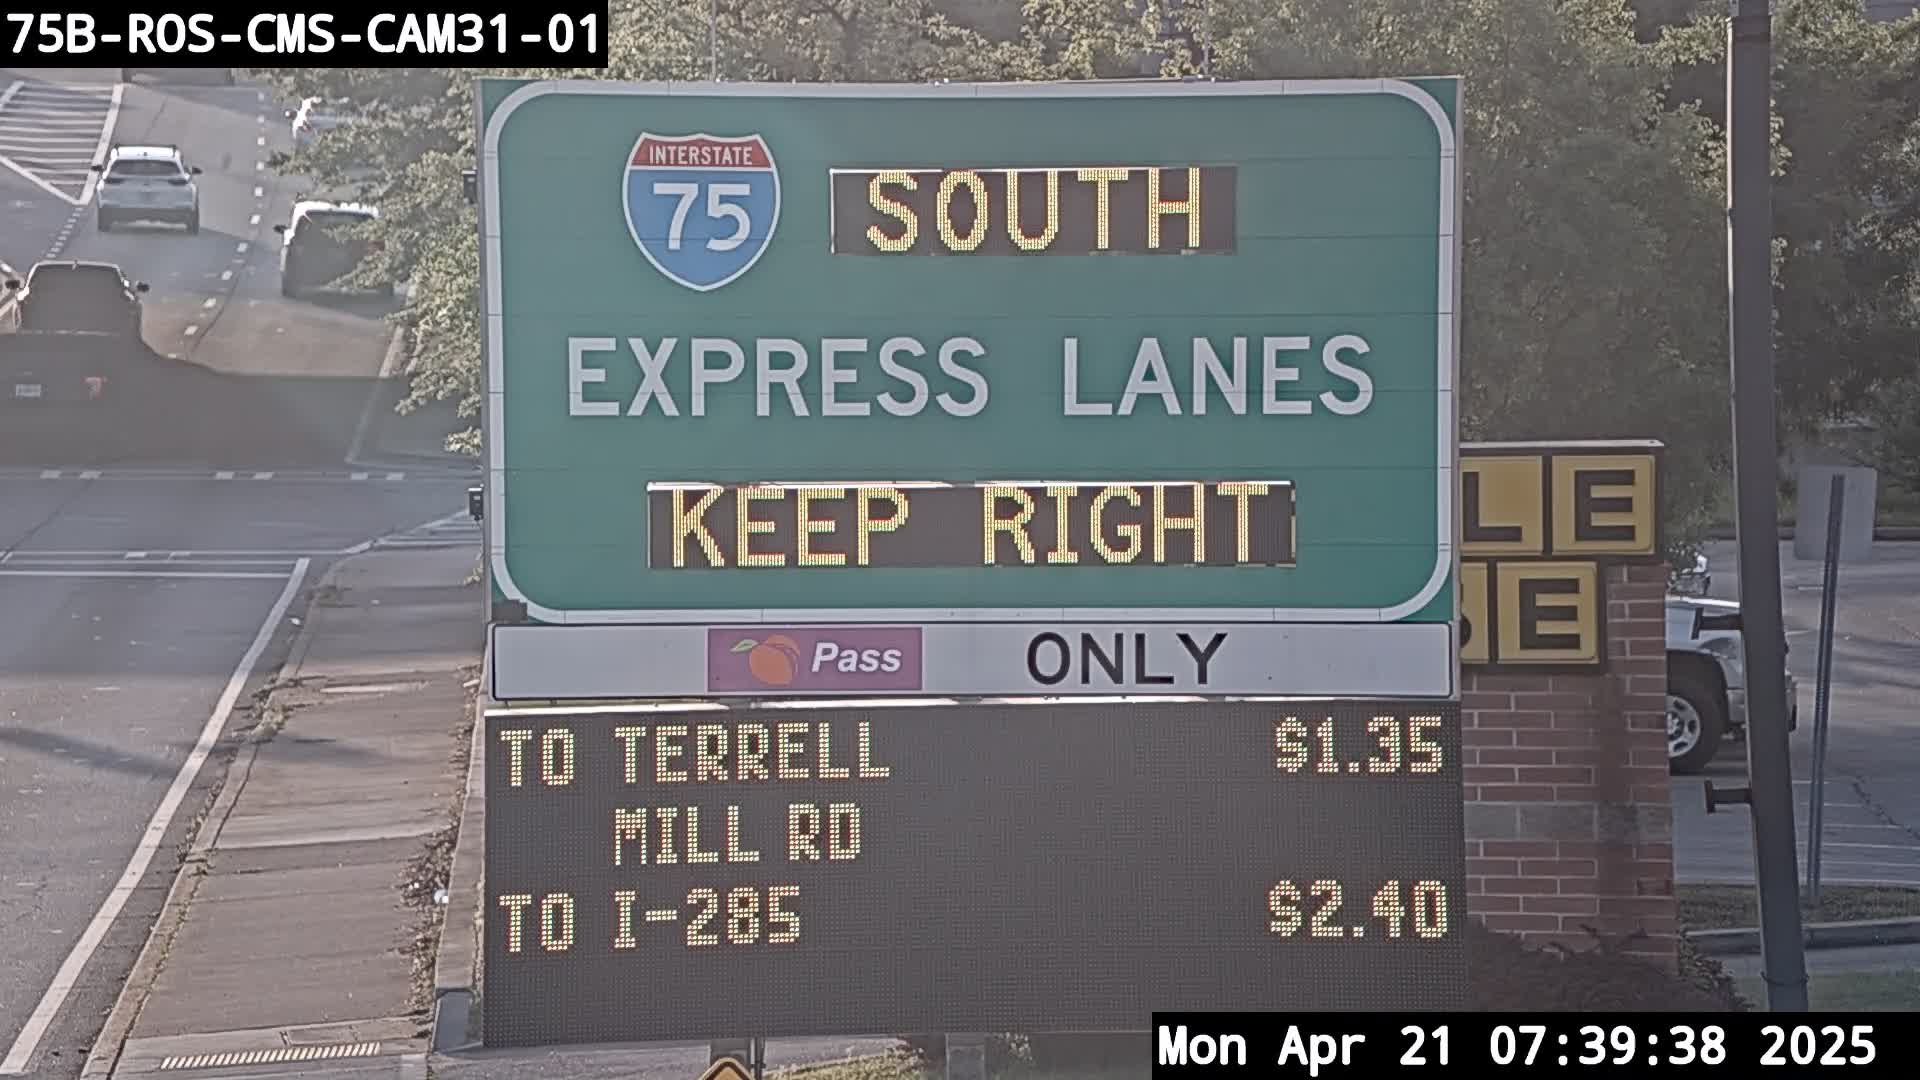 75B-ROS-CMS-CAM31-01
INTERSTATE
75
SOUTH
EXPRESS LANES
KEEP RIGHT
Pass ONLY
TO TERRELL $1.35
MILL RD
TO I-285 $2.40
LE
E
Mon Apr 21 07:39:38 2025